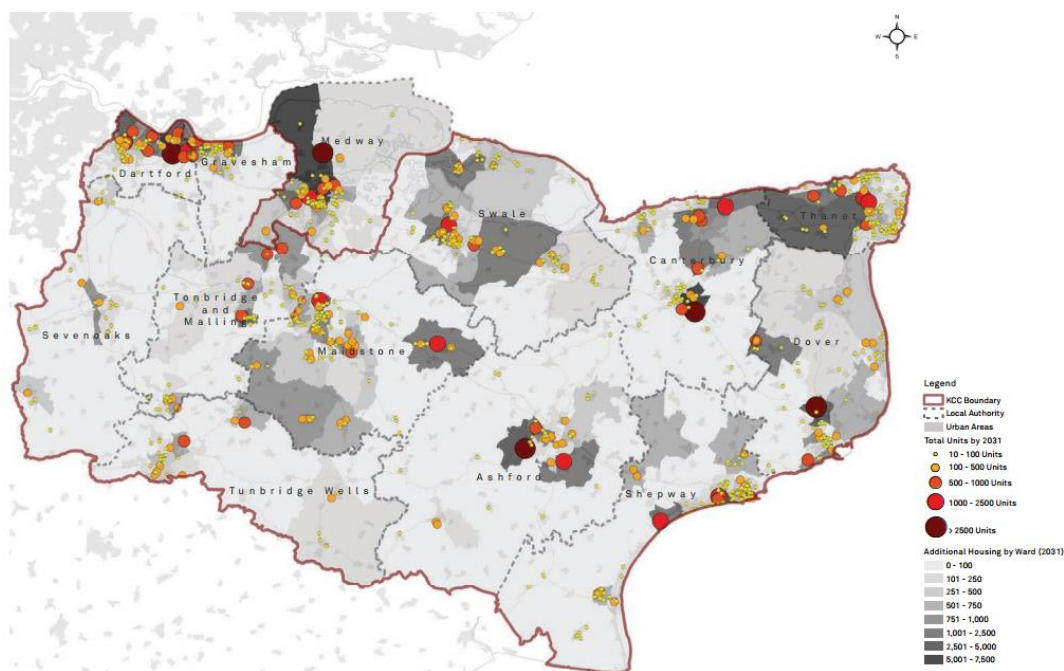 N
W E
S
Medway
Gravesham
Dartford
Swale
Thanet
Canterbury
Tonbridge
and
Malling
Sevenoaks
Maidstone
Dover
Ashford
Tunbridge Wells
Shepway
Legend
KCC Boundary
Local Authority
Urban Areas
Total Units by 2031
10 - 100 Units
100 - 500 Units
500 - 1000 Units
1000 - 2500 Units
> 2500 Units
Additional Housing by Ward (2031)
0 - 100
101 - 250
251 - 500
501 - 750
751 - 1,000
1,001 - 2,500
2,501 - 5,000
5,001 - 7,500